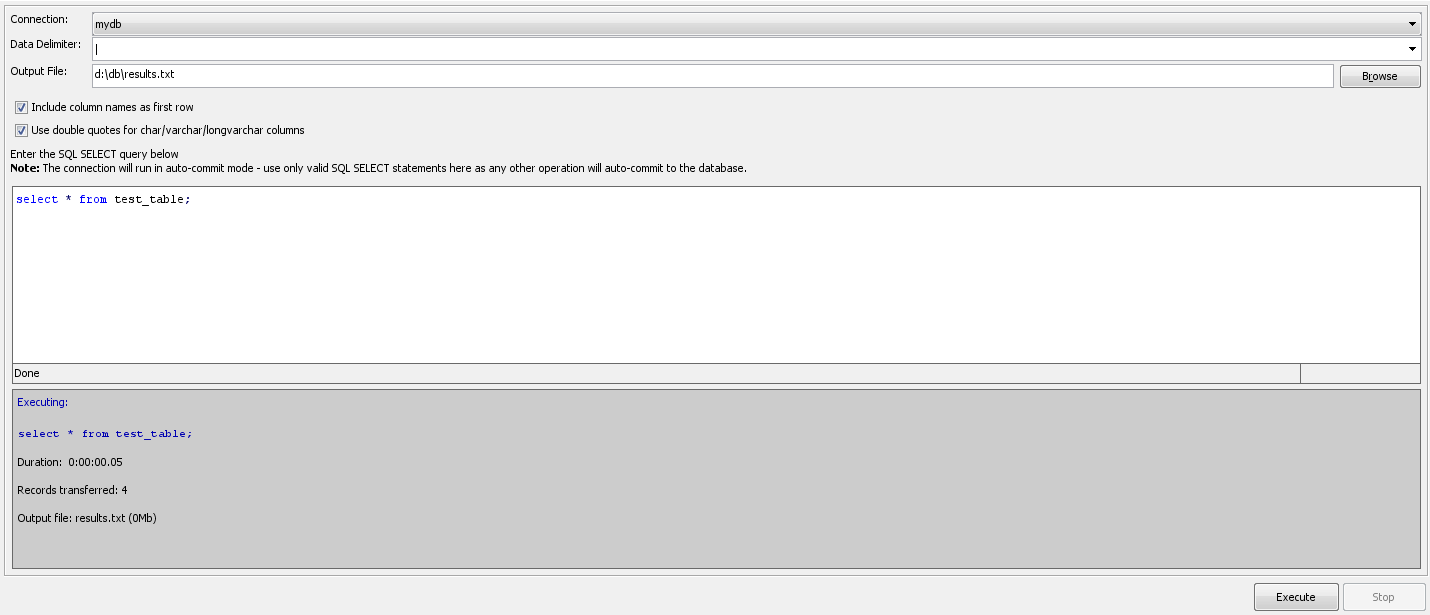 Connection: mydb
Data Delimiter: |
Output File: d:\db\results.txt Browse
Include column names as first row
Use double quotes for char/varchar/longvarchar columns
Enter the SQL SELECT query below
Note: The connection will run in auto-commit mode - use only valid SQL SELECT statements here as any other operation will auto-commit to the database.
select * from test_table;
Done
Executing:
select * from test_table;
Duration: 0:00:00.05
Records transferred: 4
Output file: results.txt (0Mb)
Execute Stop